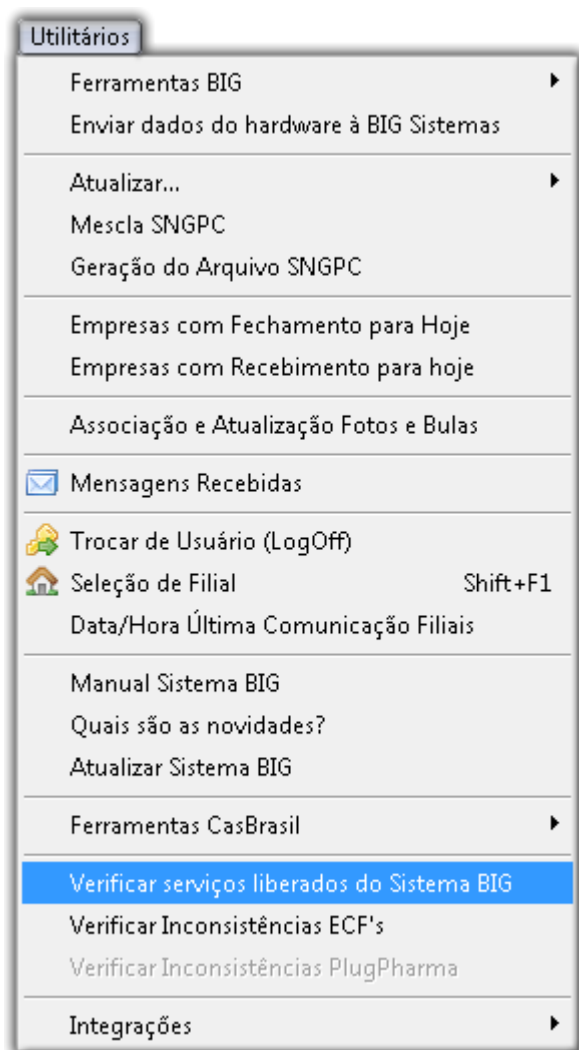 Utilitários
Ferramentas BIG
Enviar dados do hardware à BIG Sistemas
Atualizar...
Mescla SNGPC
Geração do Arquivo SNGPC
Empresas com Fechamento para Hoje
Empresas com Recebimento para hoje
Associação e Atualização Fotos e Bulas
Mensagens Recebidas
Trocar de Usuário (LogOff)
Seleção de Filial Shift+F1
Data/Hora Última Comunicação Filiais
Manual Sistema BIG
Quais são as novidades?
Atualizar Sistema BIG
Ferramentas CasBrasil
Verificar serviços liberados do Sistema BIG
Verificar Inconsistências ECF's
Verificar Inconsistências PlugPharma
Integrações